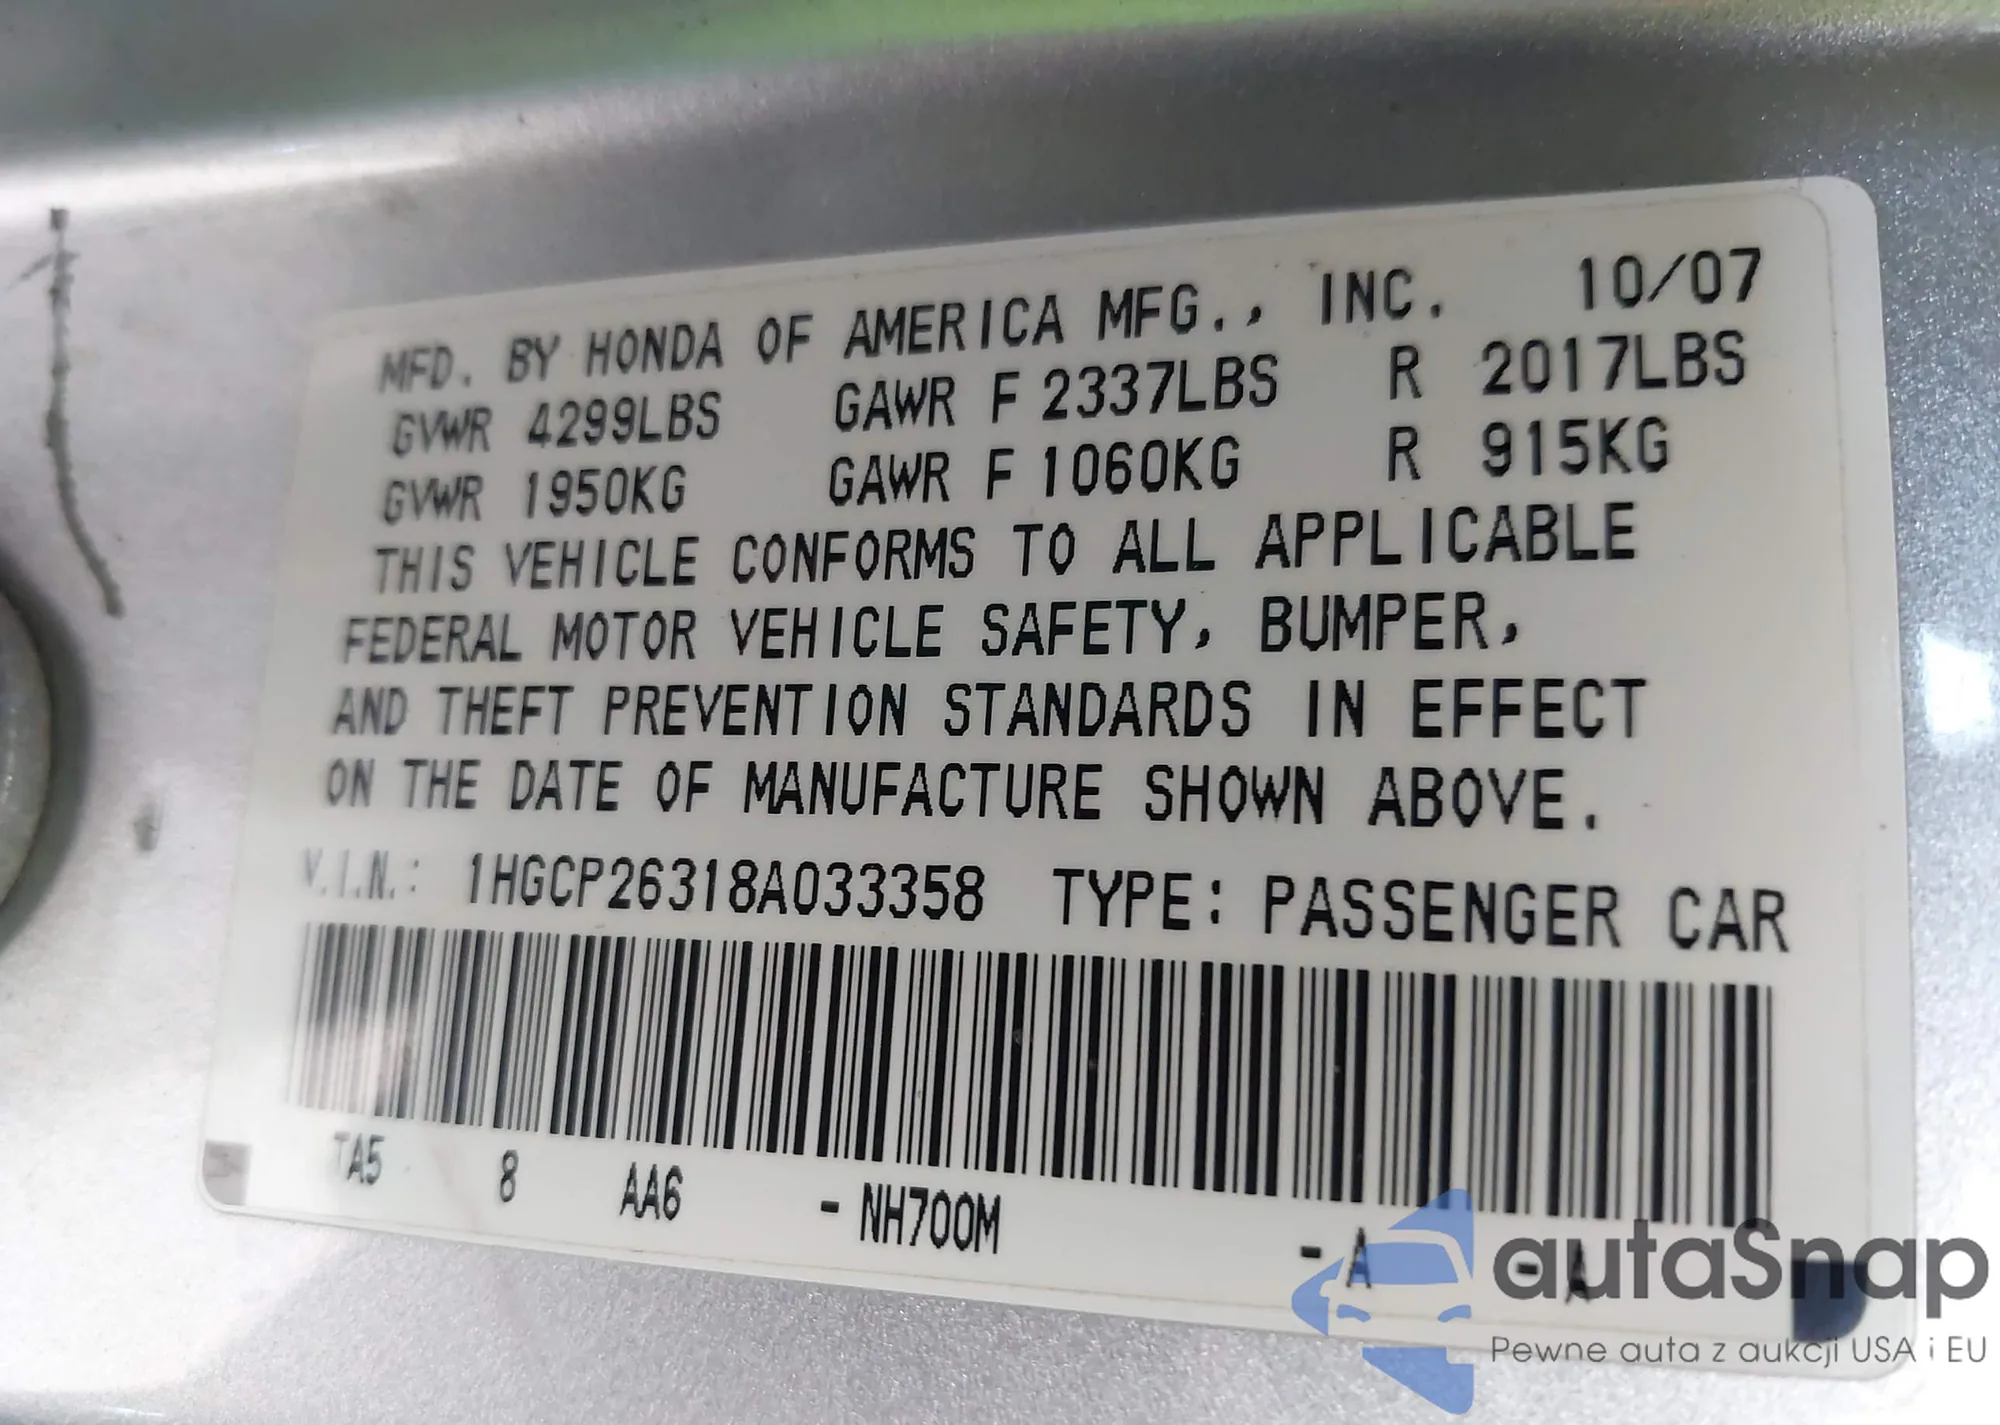 MFD. BY HONDA OF AMERICA MFG., INC. 10/07
GVWR 4299LBS GAWR F 2337LBS R 2017LBS
GVWR 1950KG GAWR F 1060KG R 915KG
THIS VEHICLE CONFORMS TO ALL APPLICABLE
FEDERAL MOTOR VEHICLE SAFETY, BUMPER,
AND THEFT PREVENTION STANDARDS IN EFFECT
ON THE DATE OF MANUFACTURE SHOWN ABOVE.
V.I.N.: 1HGCP26318A033358 TYPE: PASSENGER CAR
TA5 8 AA6 - NH700M - A - A
autaSnap
Pewne auta z aukcji USA i EU